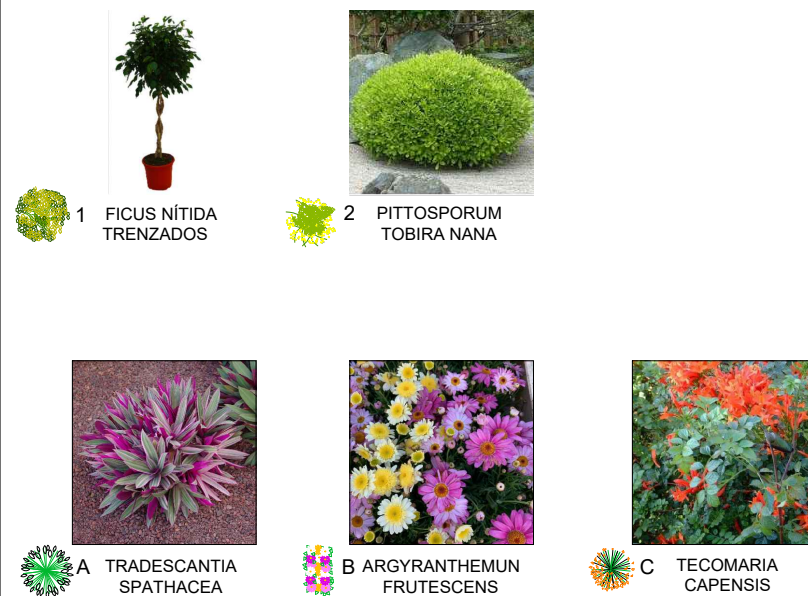 1 FICUS NÍTIDA
TRENZADOS
2 PITTOSPORUM
TOBIRA NANA
A TRADESCANTIA
SPATHACEA
B ARGYRANTHEMUN
FRUTESCENS
C TECOMARIA
CAPENSIS